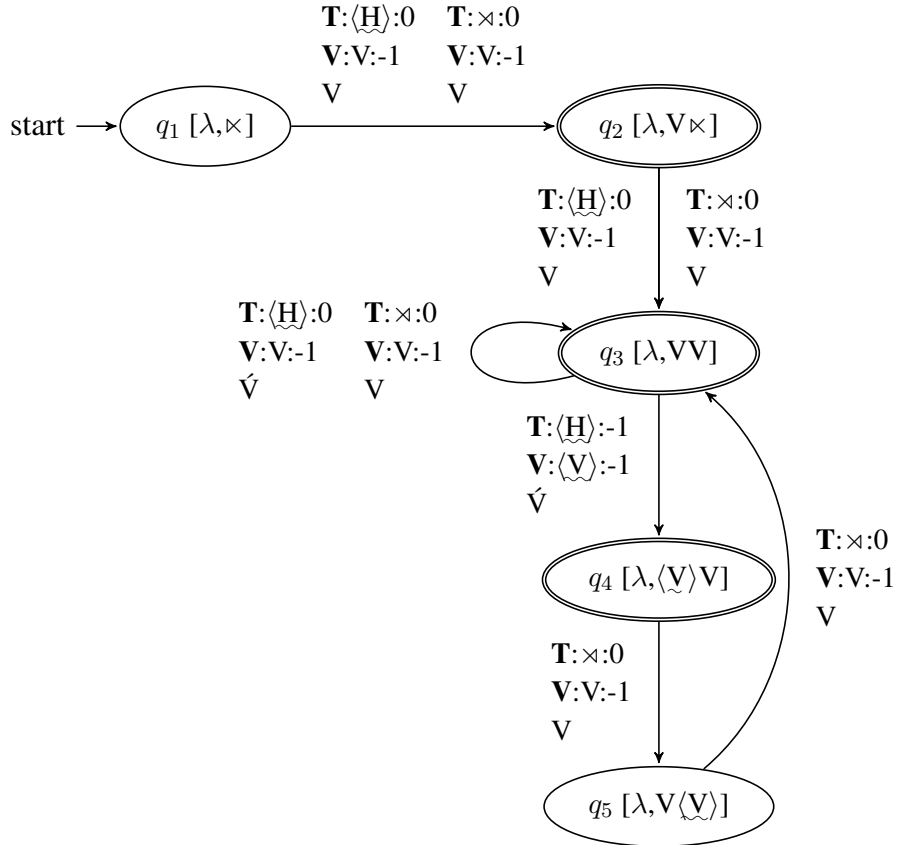 T:⟨H̰⟩:0 T:⋊:0
V:V:-1 V:V:-1
V V
start
q₁ [λ,⋉]
q₂ [λ,V⋉]
T:⟨H̰⟩:0 T:⋊:0
V:V:-1 V:V:-1
V V
T:⟨H̰⟩:0 T:⋊:0
V:V:-1 V:V:-1
V́ V
q₃ [λ,VV]
T:⟨H̰⟩:-1
V:⟨V̰⟩:-1
V́
T:⋊:0
V:V:-1
V
q₄ [λ,⟨V̰⟩V]
T:⋊:0
V:V:-1
V
q₅ [λ,V⟨V̰⟩]